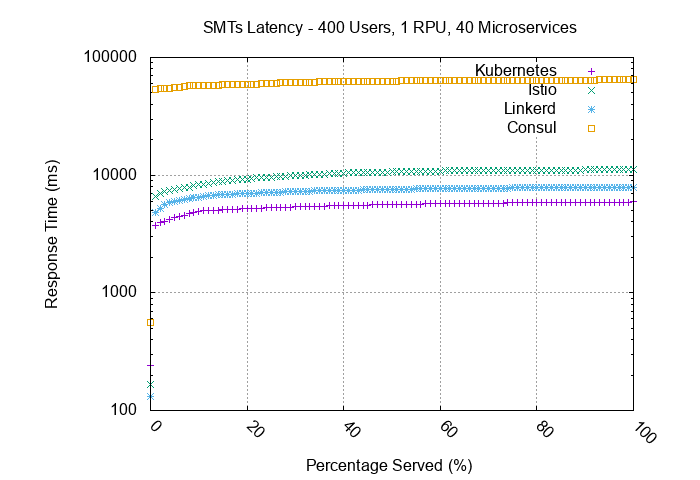 SMTs Latency - 400 Users, 1 RPU, 40 Microservices
100000
10000
1000
100
Response Time (ms)
Kubernetes
Istio
Linkerd
Consul
0
20
40
60
80
100
Percentage Served (%)